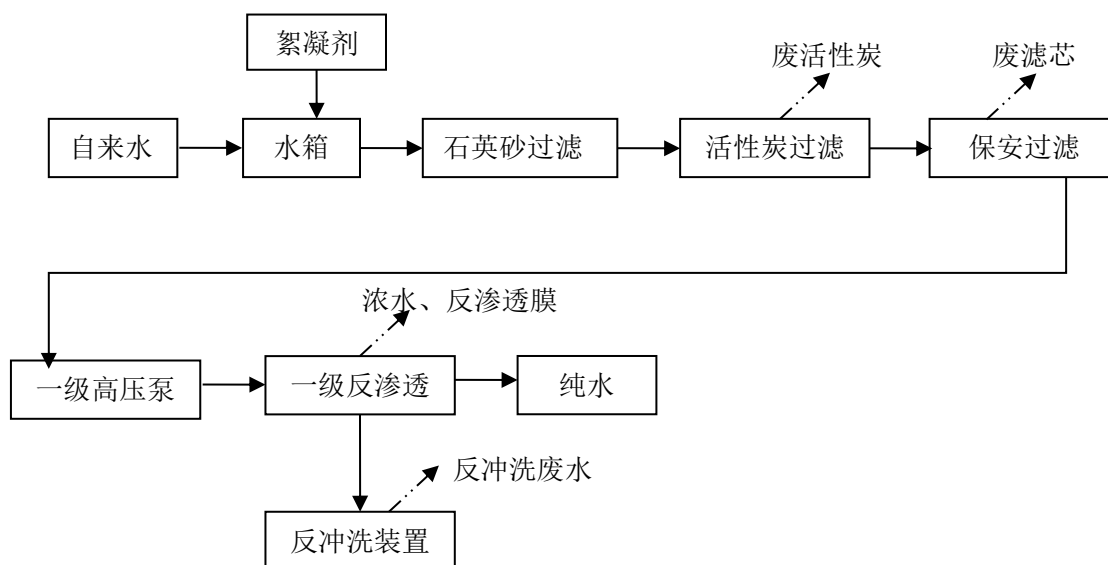 絮凝剂
废活性炭
废滤芯
自来水
水箱
石英砂过滤
活性炭过滤
保安过滤
浓水、反渗透膜
一级高压泵
一级反渗透
纯水
反冲洗废水
反冲洗装置